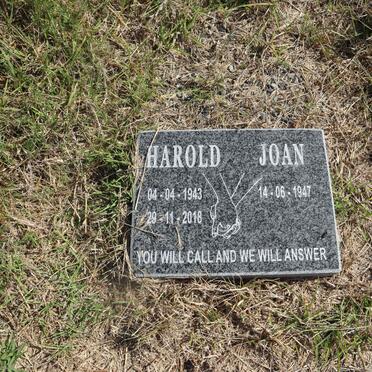 HAROLD JOAN
04-04-1943 14-06-1947
29-11-2018
YOU WILL CALL AND WE WILL ANSWER